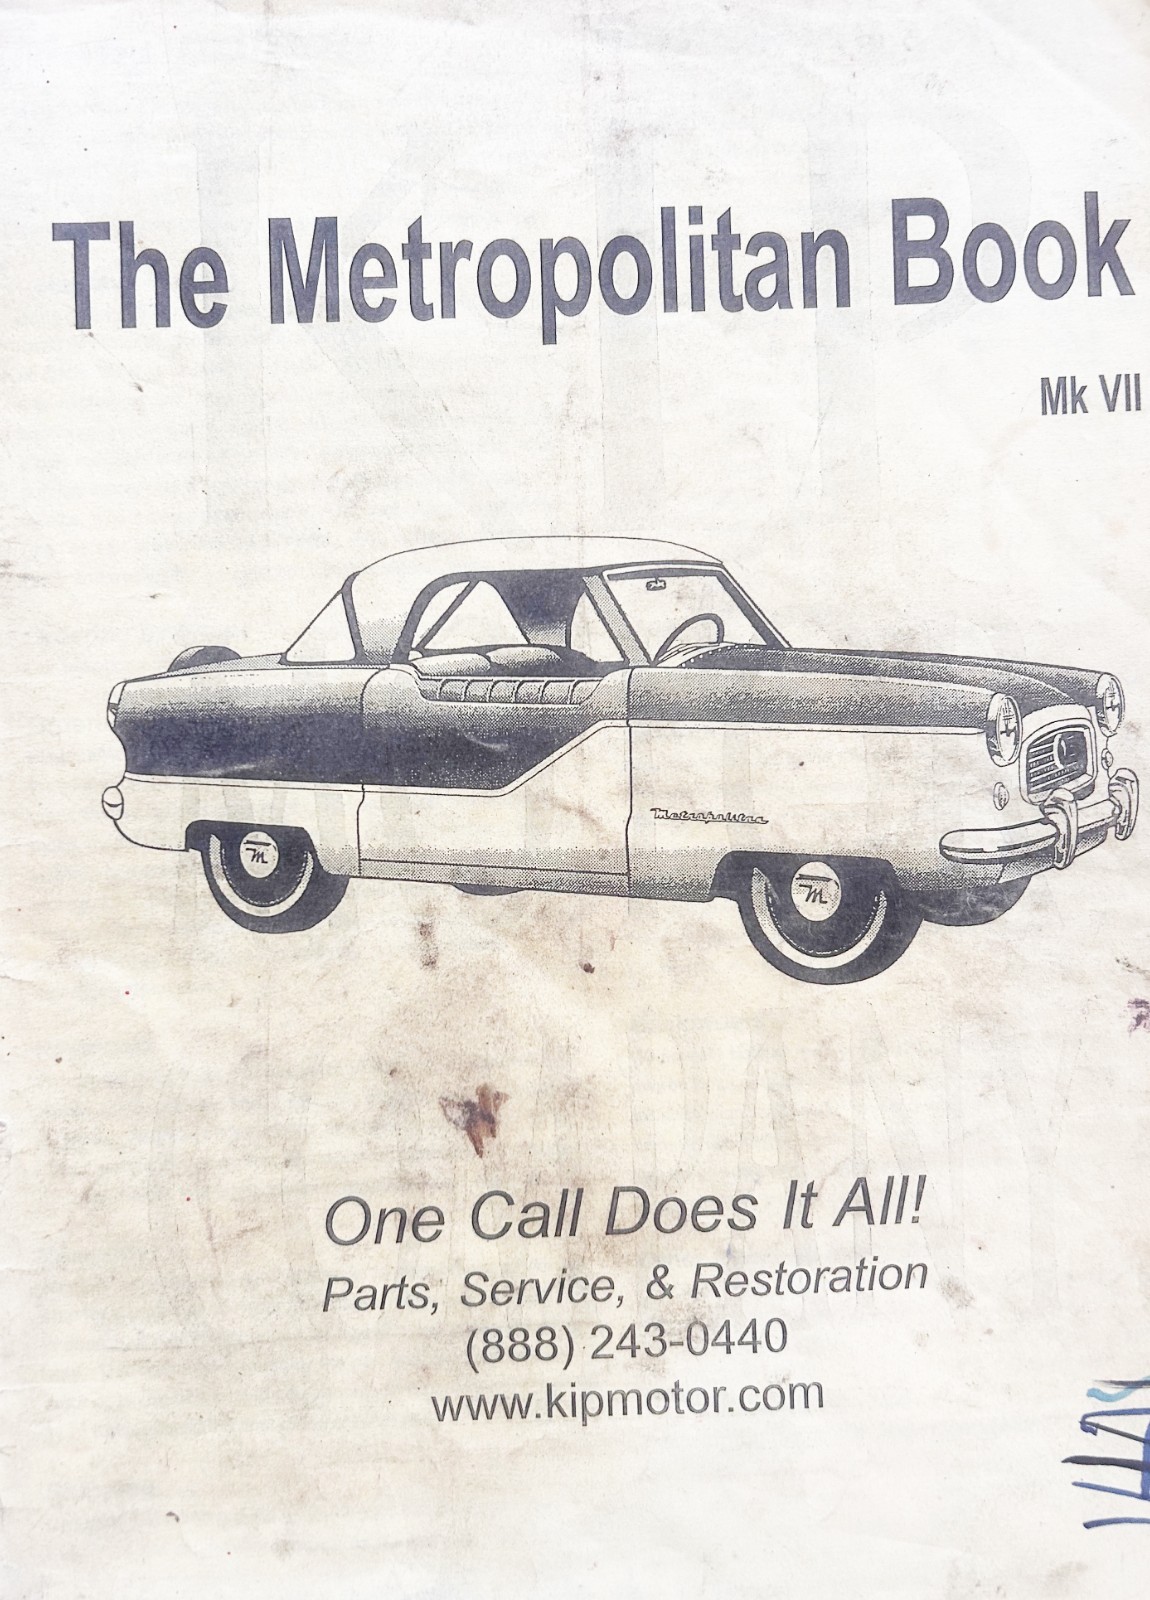 The Metropolitan Book
Mk VII
Metropolitan
M
M
One Call Does It All!
Parts, Service, & Restoration
(888) 243-0440
www.kipmotor.com